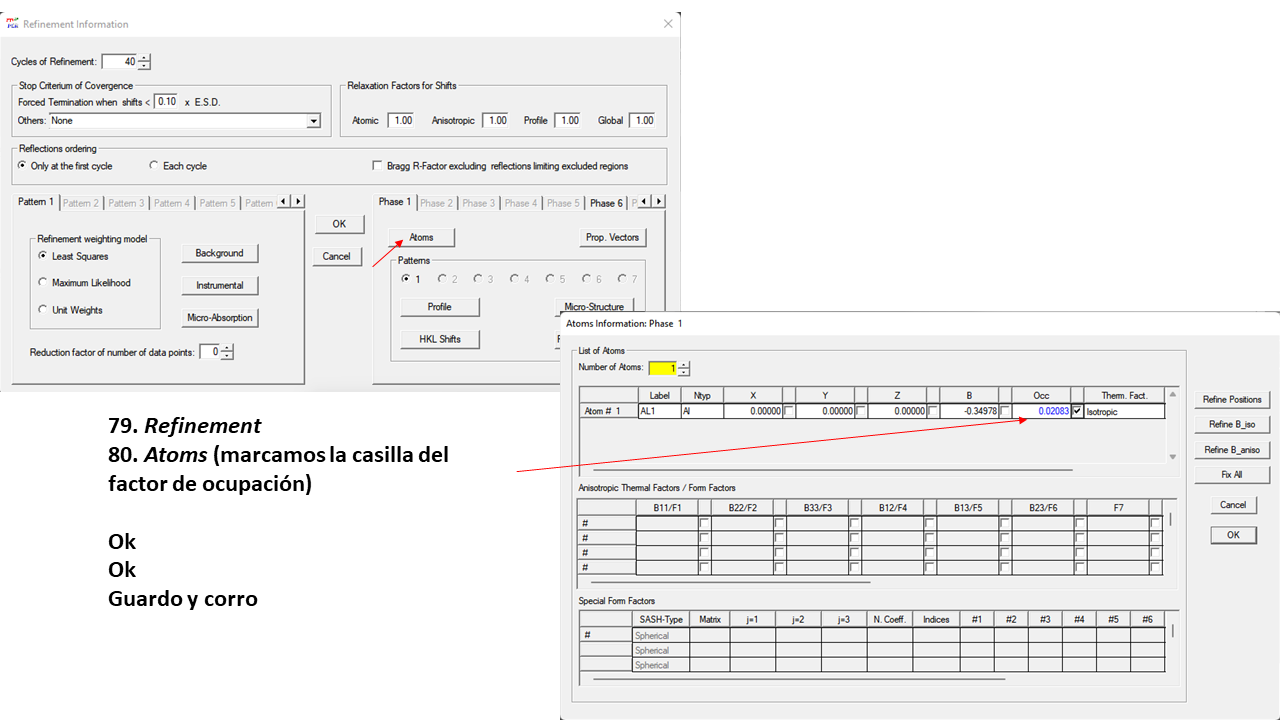 Refinement Information
Cycles of Refinement: 40
Stop Criterium of Covergence
Forced Termination when shifts < 0.10 x E.S.D.
Others: None
Relaxation Factors for Shifts
Atomic 1.00 Anisotropic 1.00 Profile 1.00 Global 1.00
Reflections ordering
Only at the first cycle Each cycle Bragg R-Factor excluding reflections limiting excluded regions
Pattern 1 Pattern 2 Pattern 3 Pattern 4 Pattern 5 Pattern
Refinement weighting model
Least Squares
Maximum Likelihood
Unit Weights
Background
Instrumental
Micro-Absorption
Reduction factor of number of data points: 0
OK
Cancel
Phase 1 Phase 2 Phase 3 Phase 4 Phase 5 Phase 6 P
Atoms Prop. Vectors
Patterns
1 2 3 4 5 6 7
Profile Micro-Structure
HKL Shifts
Atoms Information: Phase 1
List of Atoms
Number of Atoms: 1
Label Ntyp X Y Z B Occ Therm. Fact.
Atom # 1 AL1 Al 0.00000 0.00000 0.00000 -0.34978 0.02083 Isotropic
Refine Positions
Refine B_iso
Refine B_aniso
Fix All
Cancel
OK
Anisotropic Thermal Factors / Form Factors
B11/F1 B22/F2 B33/F3 B12/F4 B13/F5 B23/F6 F7
#
#
#
#
Special Form Factors
SASH-Type Matrix j=1 j=2 j=3 N. Coeff. Indices #1 #2 #3 #4 #5 #6
# Spherical
Spherical
Spherical
79. Refinement
80. Atoms (marcamos la casilla del
factor de ocupación)
Ok
Ok
Guardo y corro